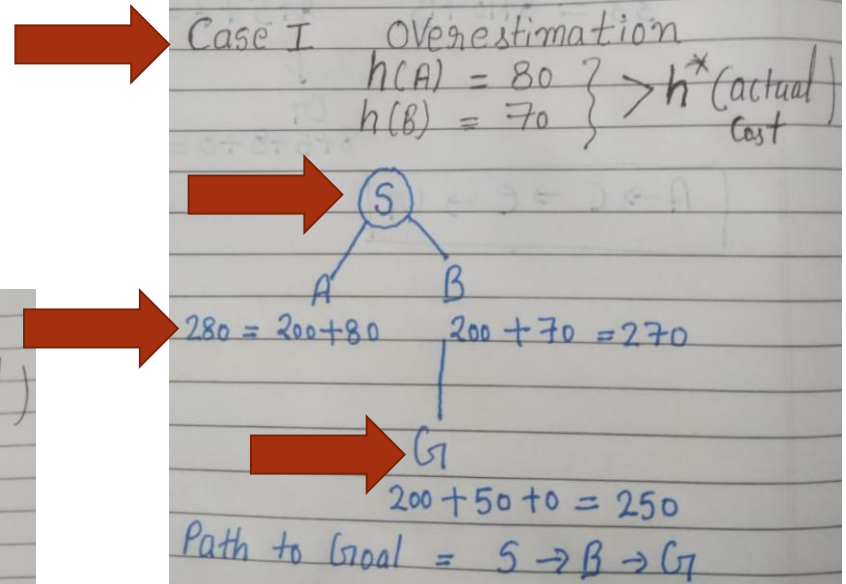 Case I Overestimation
h(A) = 80
h(B) = 70
} > h* (actual cost)
S
A B
280 = 200+80 200 + 70 = 270
G
200 + 50 + 0 = 250
Path to Goal = S → B → G
)